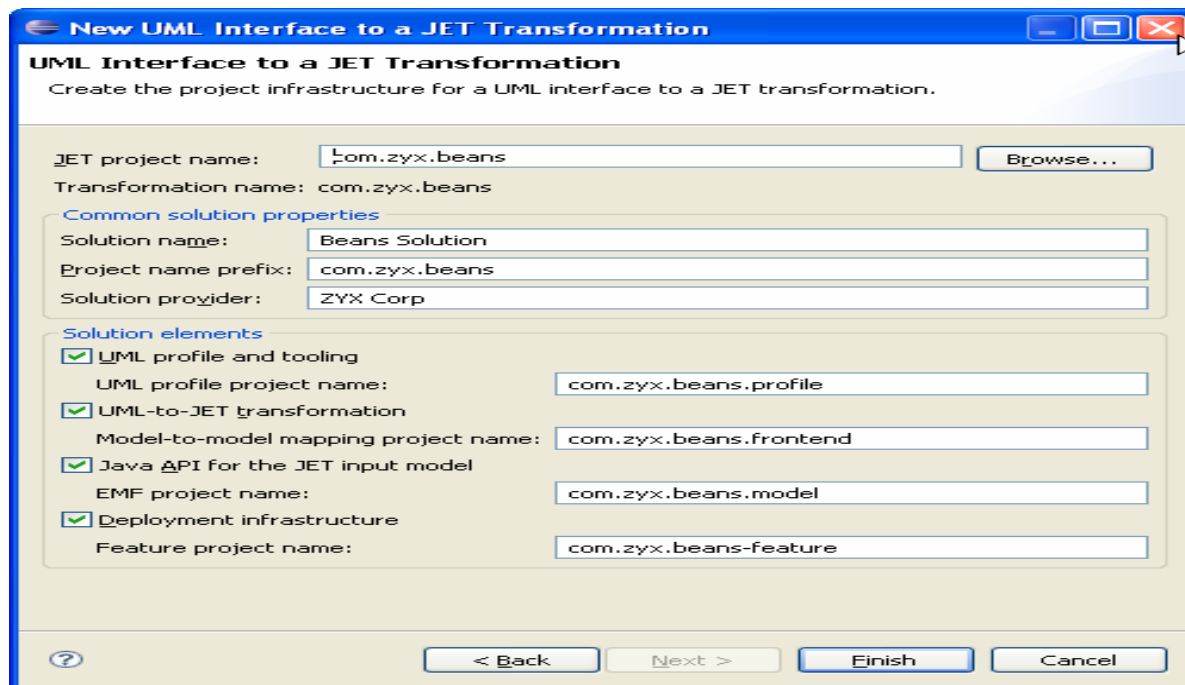 New UML Interface to a JET Transformation
UML Interface to a JET Transformation
Create the project infrastructure for a UML interface to a JET transformation.
JET project name: com.zyx.beans Browse...
Transformation name: com.zyx.beans
Common solution properties
Solution name: Beans Solution
Project name prefix: com.zyx.beans
Solution provider: ZYX Corp
Solution elements
UML profile and tooling
UML profile project name: com.zyx.beans.profile
UML-to-JET transformation
Model-to-model mapping project name: com.zyx.beans.frontend
Java API for the JET input model
EMF project name: com.zyx.beans.model
Deployment infrastructure
Feature project name: com.zyx.beans-feature
? < Back Next > Finish Cancel